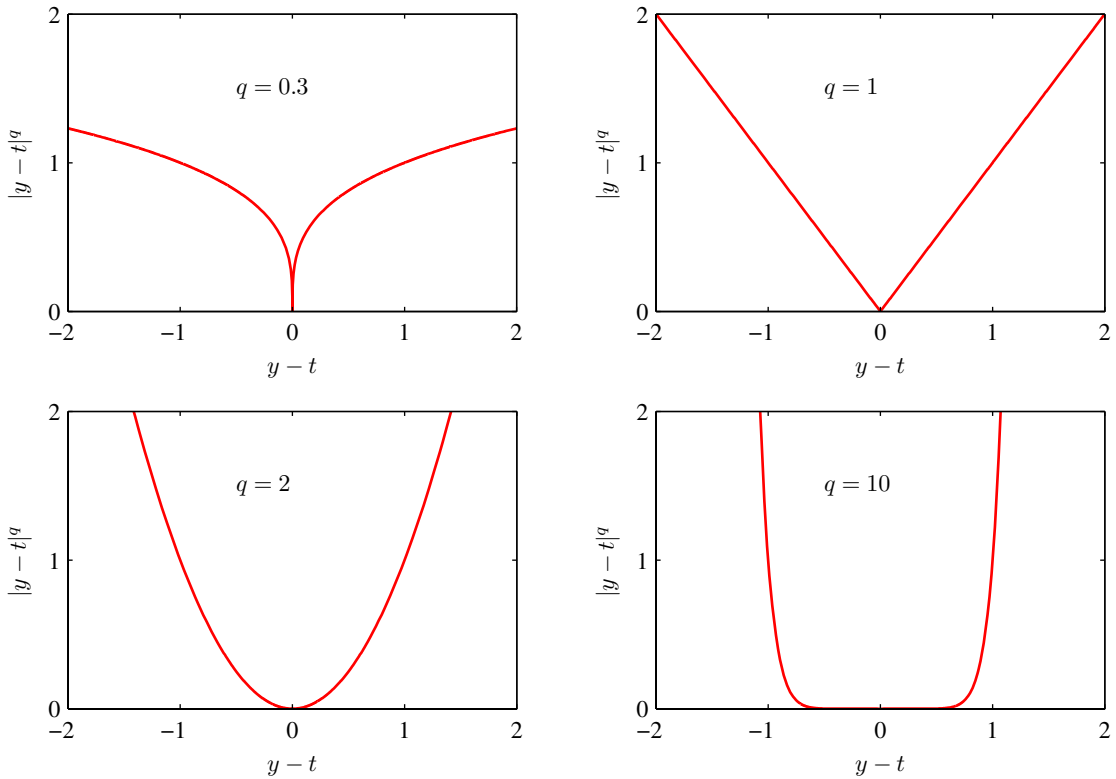 2
q = 0.3
1
|y − t|^q
0
−2 −1 0 1 2
y − t
2
q = 1
1
|y − t|^q
0
−2 −1 0 1 2
y − t
2
q = 2
1
|y − t|^q
0
−2 −1 0 1 2
y − t
2
q = 10
1
|y − t|^q
0
−2 −1 0 1 2
y − t